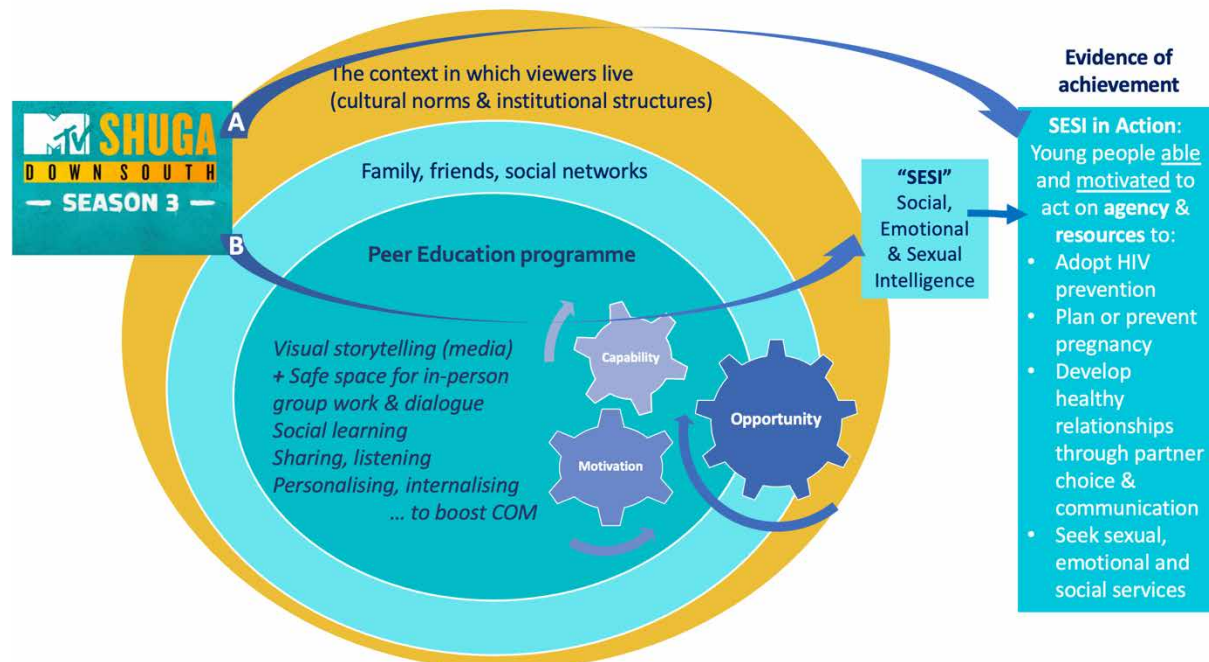 MTV SHUGA
DOWN SOUTH
— SEASON 3 —
A
B
The context in which viewers live
(cultural norms & institutional structures)
Family, friends, social networks
Peer Education programme
Visual storytelling (media)
+ Safe space for in-person
group work & dialogue
Social learning
Sharing, listening
Personalising, internalising
... to boost COM
Capability
Motivation
Opportunity
"SESI"
Social,
Emotional
& Sexual
Intelligence
Evidence of
achievement
SESI in Action:
Young people able
and motivated to
act on agency &
resources to:
• Adopt HIV
prevention
• Plan or prevent
pregnancy
• Develop
healthy
relationships
through partner
choice &
communication
• Seek sexual,
emotional and
social services